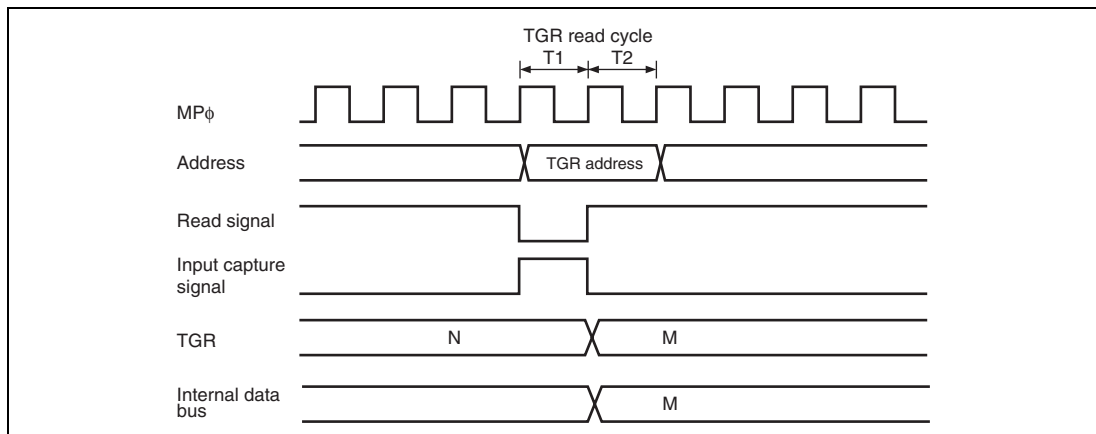 TGR read cycle
T1 T2
MPϕ
Address
TGR address
Read signal
Input capture
signal
TGR
N
M
Internal data
bus
M